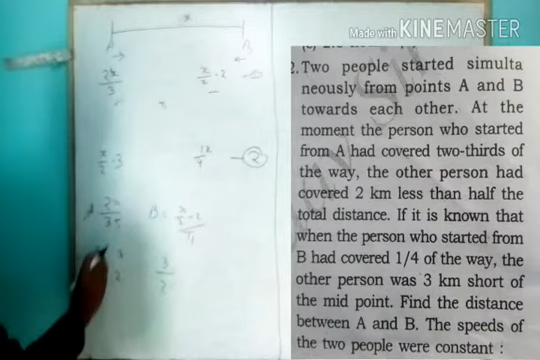 Made with KINEMASTER
x
A
B
2x/3
x/2 - 2
x/2 - 3
1x/4 — 2
B =
3/2
2. Two people started simulta
neously from points A and B
towards each other. At the
moment the person who started
from A had covered two-thirds of
the way, the other person had
covered 2 km less than half the
total distance. If it is known that
when the person who started from
B had covered 1/4 of the way, the
other person was 3 km short of
the mid point. Find the distance
between A and B. The speeds of
the two people were constant :